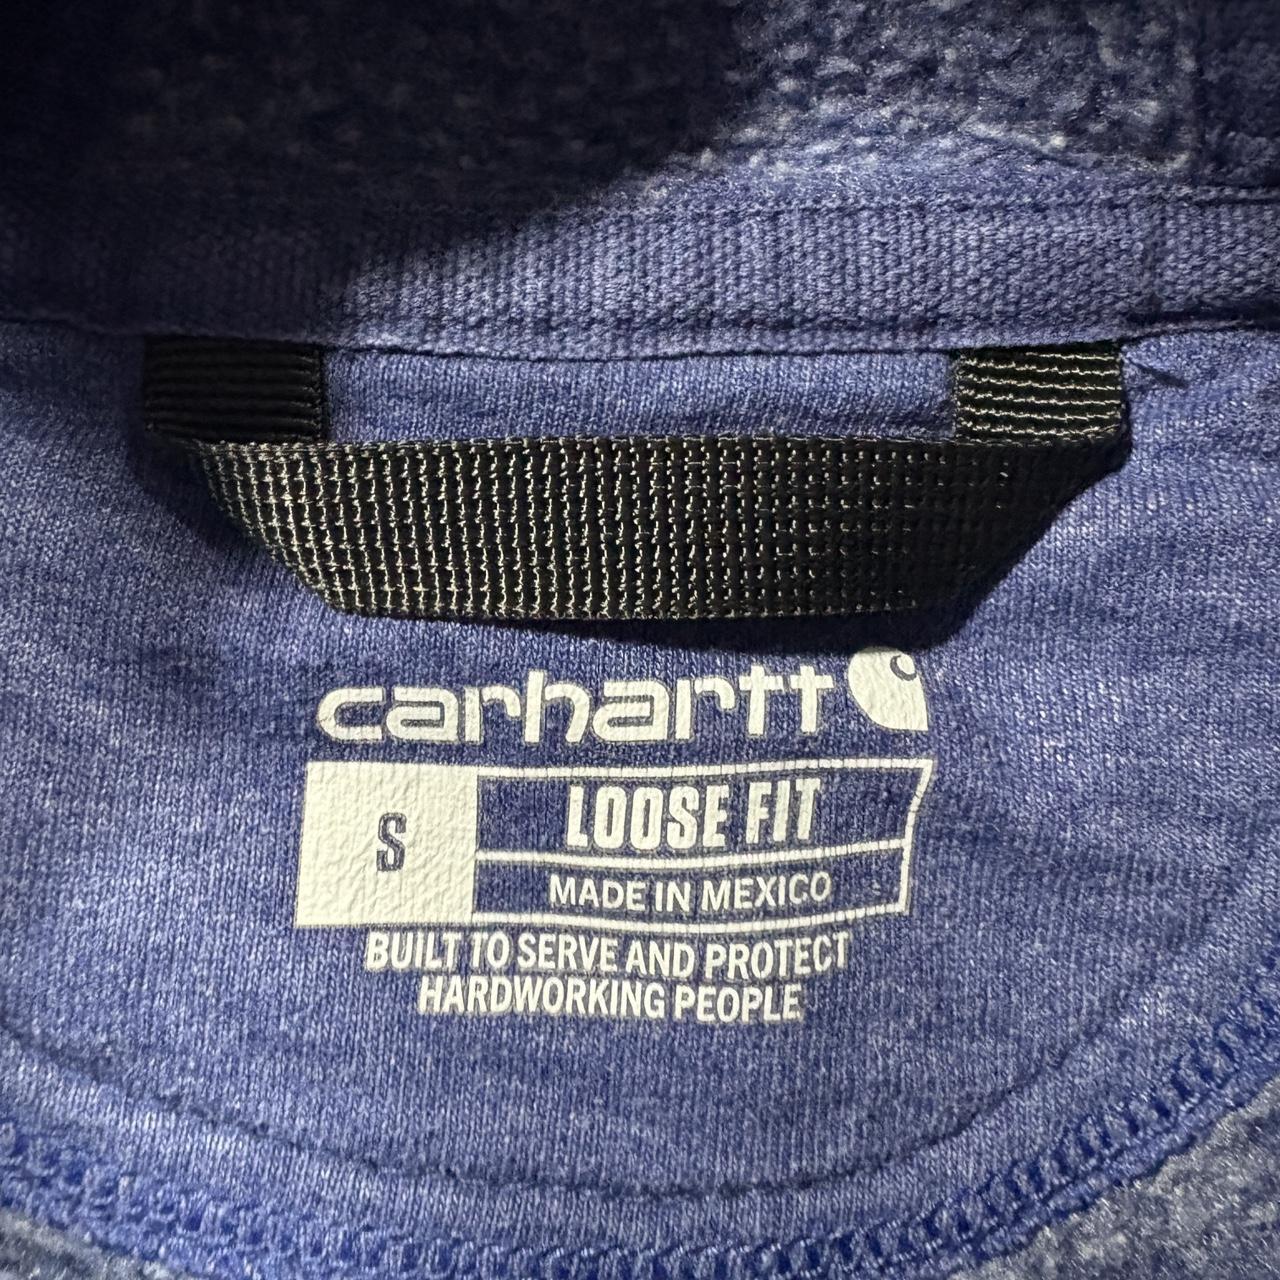 carhartt
S
LOOSE FIT
MADE IN MEXICO
BUILT TO SERVE AND PROTECT
HARDWORKING PEOPLE